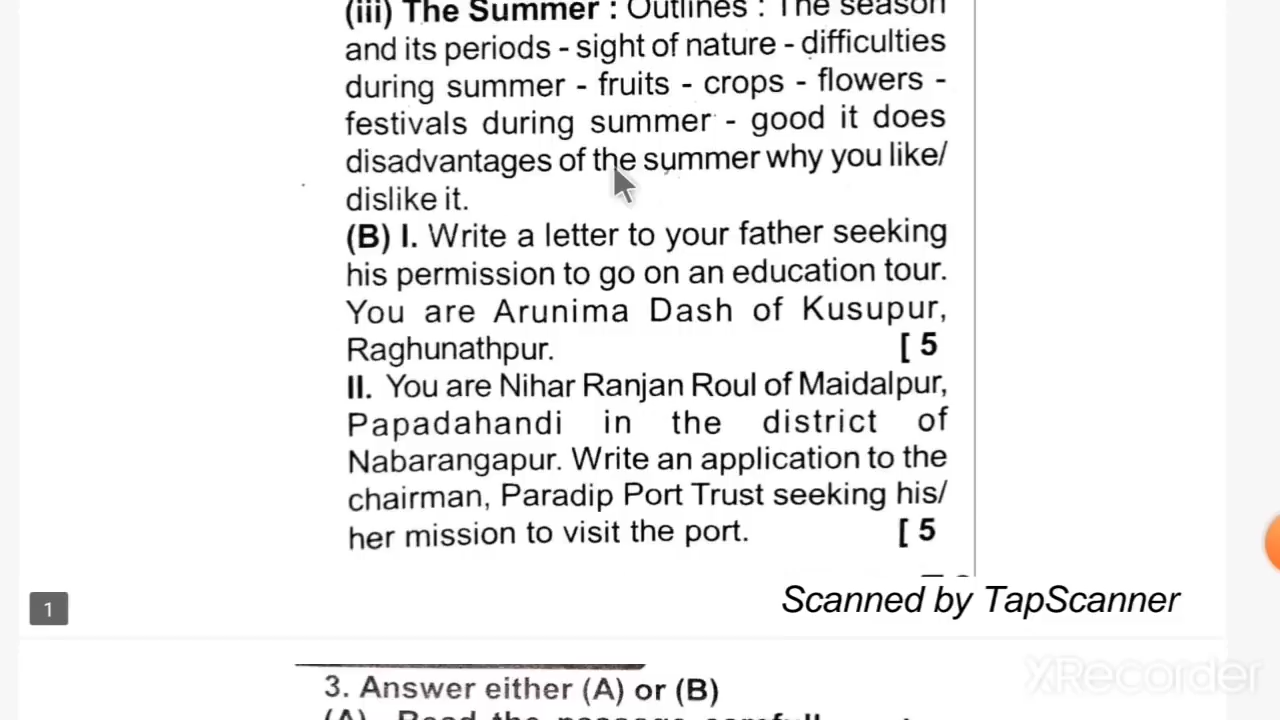 (iii) The Summer : Outlines : The season
and its periods - sight of nature - difficulties
during summer - fruits - crops - flowers -
festivals during summer - good it does
disadvantages of the summer why you like/
dislike it.
(B) I. Write a letter to your father seeking
his permission to go on an education tour.
You are Arunima Dash of Kusupur,
Raghunathpur. [ 5
II. You are Nihar Ranjan Roul of Maidalpur,
Papadahandi in the district of
Nabarangapur. Write an application to the
chairman, Paradip Port Trust seeking his/
her mission to visit the port. [ 5
Scanned by TapScanner
1
XRecorder
3. Answer either (A) or (B)
(A) Read the passage